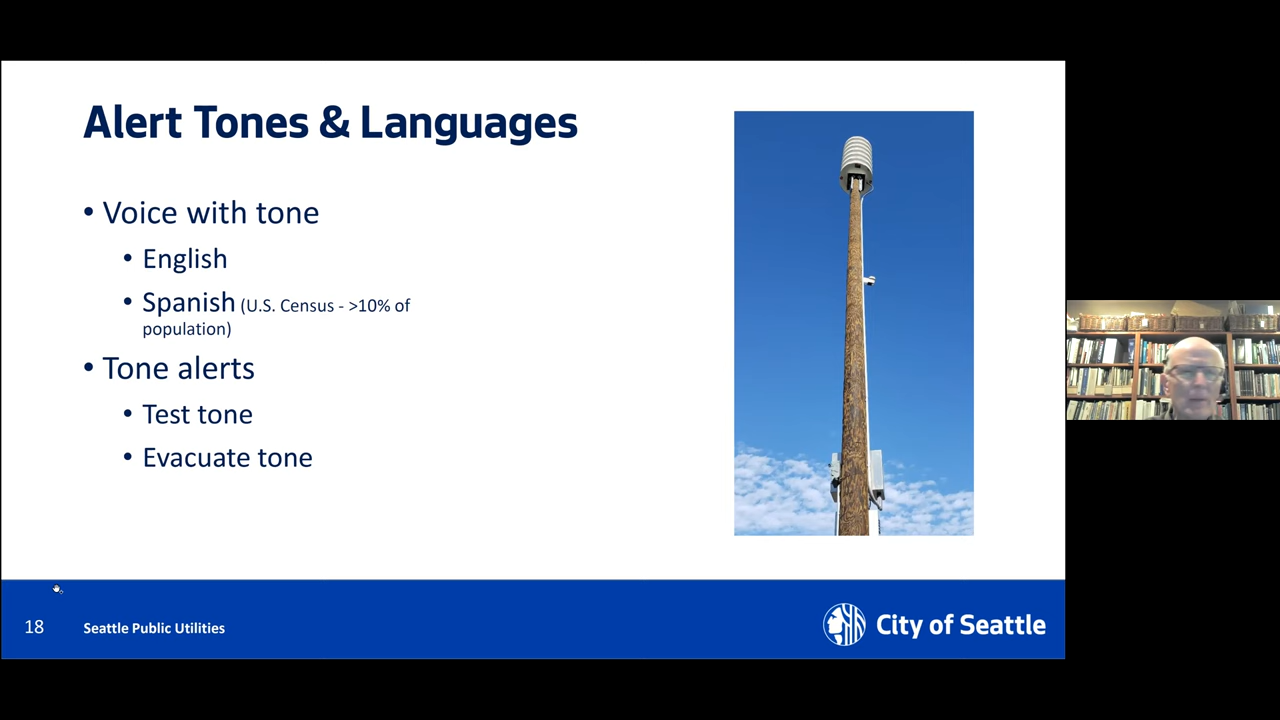 Alert Tones & Languages
• Voice with tone
• English
• Spanish (U.S. Census - >10% of
population)
• Tone alerts
• Test tone
• Evacuate tone
18
Seattle Public Utilities
City of Seattle